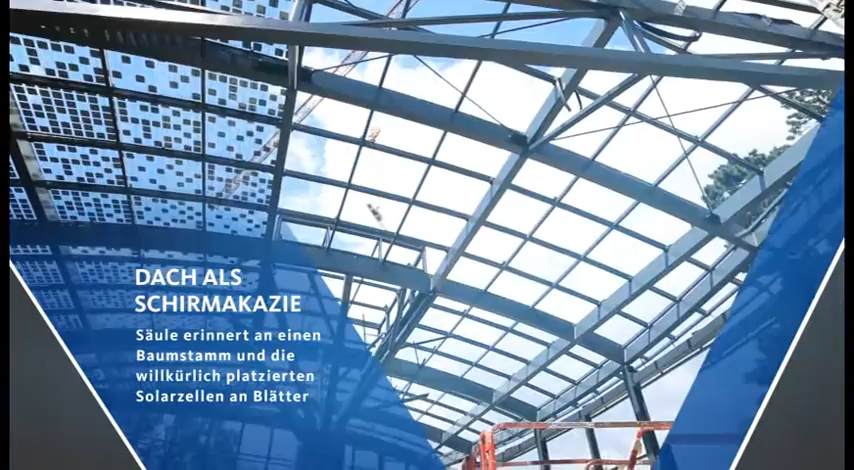 DACH ALS
SCHIRMAKAZIE
Säule erinnert an einen
Baumstamm und die
willkürlich platzierten
Solarzellen an Blätter